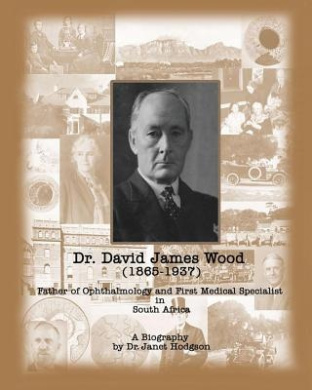 Dr. David James Wood
(1865-1937)
Father of Ophthalmology and First Medical Specialist
in
South Africa
A Biography
by Dr. Janet Hodgson